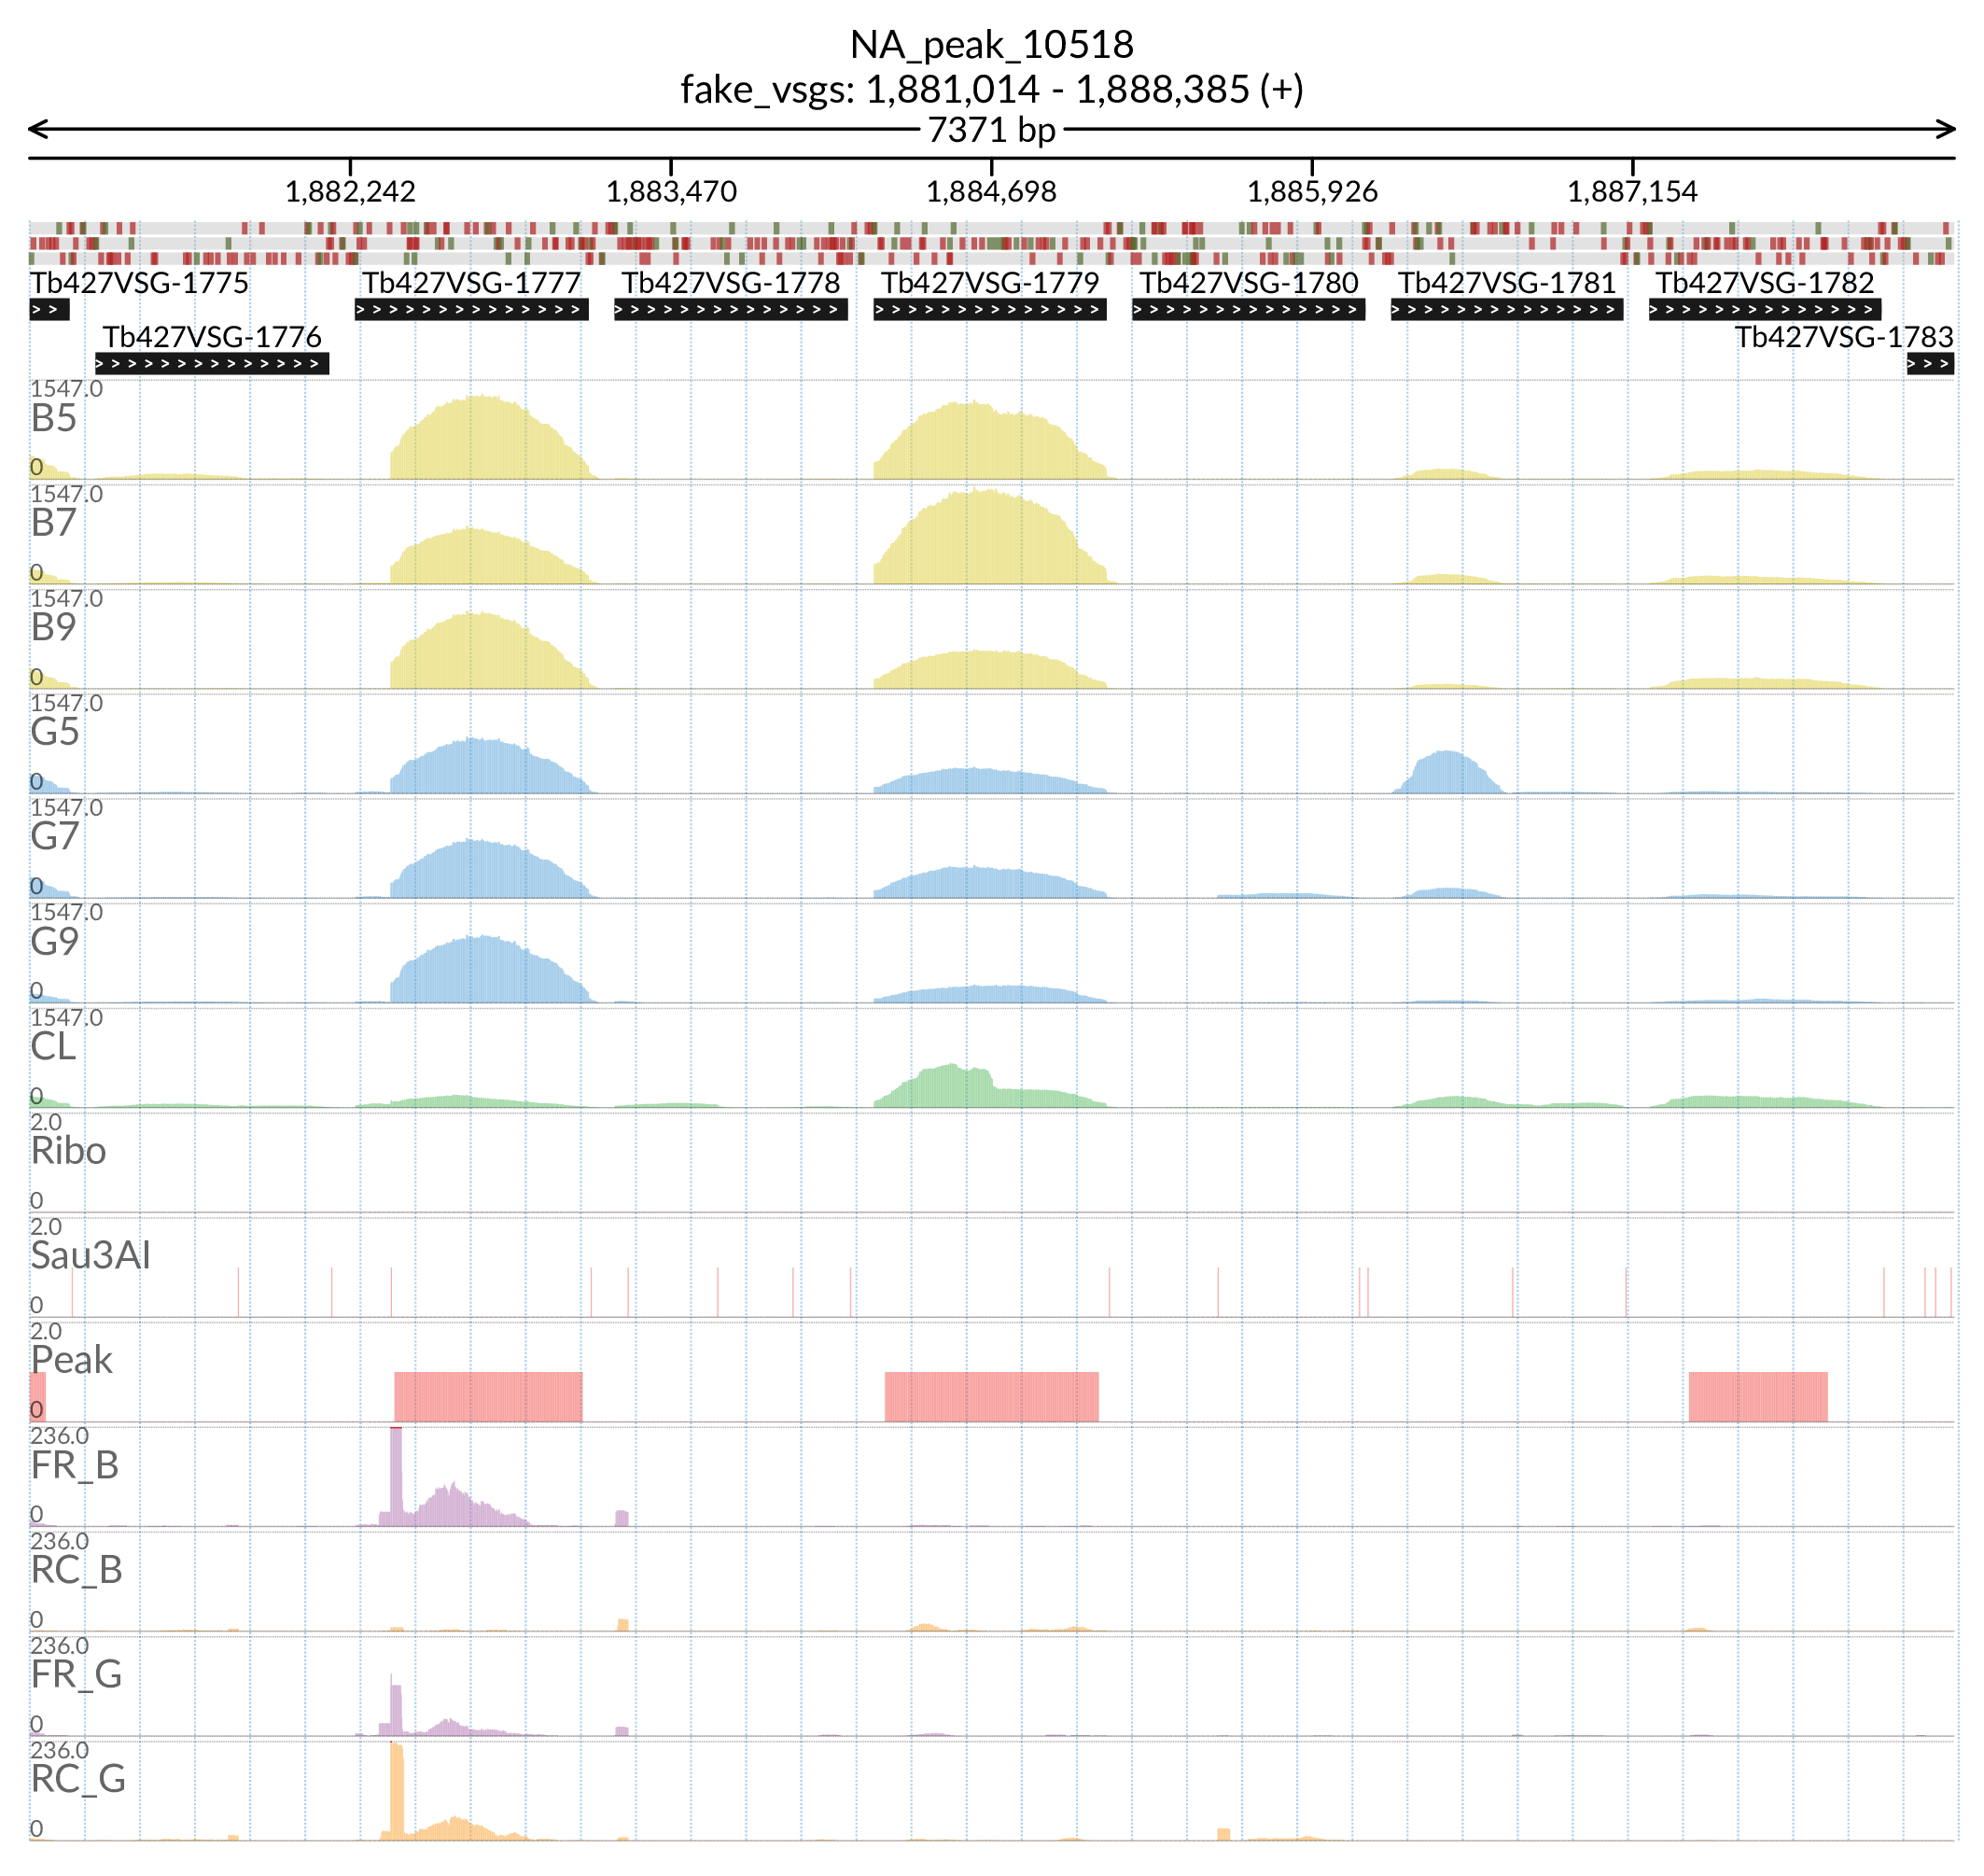 NA_peak_10518
fake_vsgs: 1,881,014 - 1,888,385 (+)
7371 bp
1,882,242 1,883,470 1,884,698 1,885,926 1,887,154
Tb427VSG-1775 Tb427VSG-1777 Tb427VSG-1778 Tb427VSG-1779 Tb427VSG-1780 Tb427VSG-1781 Tb427VSG-1782
Tb427VSG-1776 Tb427VSG-1783
1547.0
B5
0
1547.0
B7
0
1547.0
B9
0
1547.0
G5
0
1547.0
G7
0
1547.0
G9
0
1547.0
CL
0
2.0
Ribo
0
2.0
Sau3AI
0
2.0
Peak
0
236.0
FR_B
0
236.0
RC_B
0
236.0
FR_G
0
236.0
RC_G
0